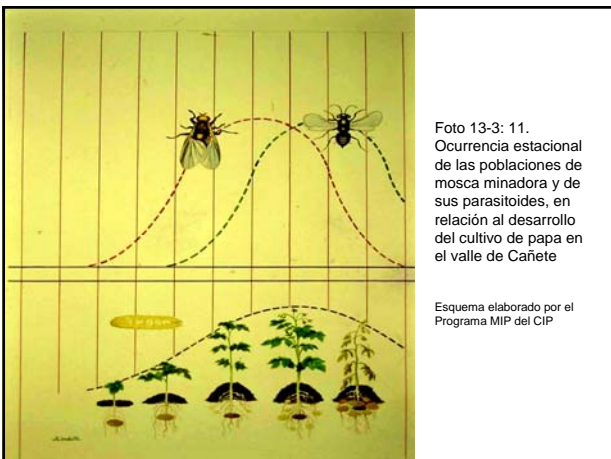 Foto 13-3: 11.
Ocurrencia estacional
de las poblaciones de
mosca minadora y de
sus parasitoides, en
relación al desarrollo
del cultivo de papa en
el valle de Cañete
Esquema elaborado por el
Programa MIP del CIP